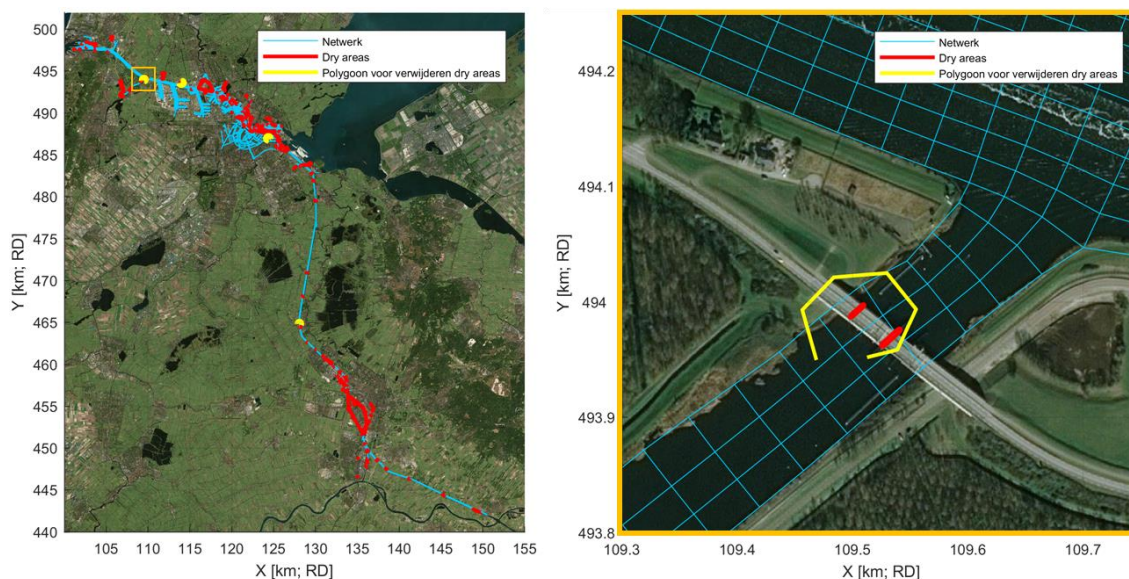 500
495
490
485
480
475
470
465
460
455
450
445
440
Y [km; RD]
105 110 115 120 125 130 135 140 145 150 155
X [km; RD]
Netwerk
Dry areas
Polygoon voor verwijderen dry areas
494.2
494.1
494
493.9
493.8
Y [km; RD]
109.3 109.4 109.5 109.6 109.7
X [km; RD]
Netwerk
Dry areas
Polygoon voor verwijderen dry areas